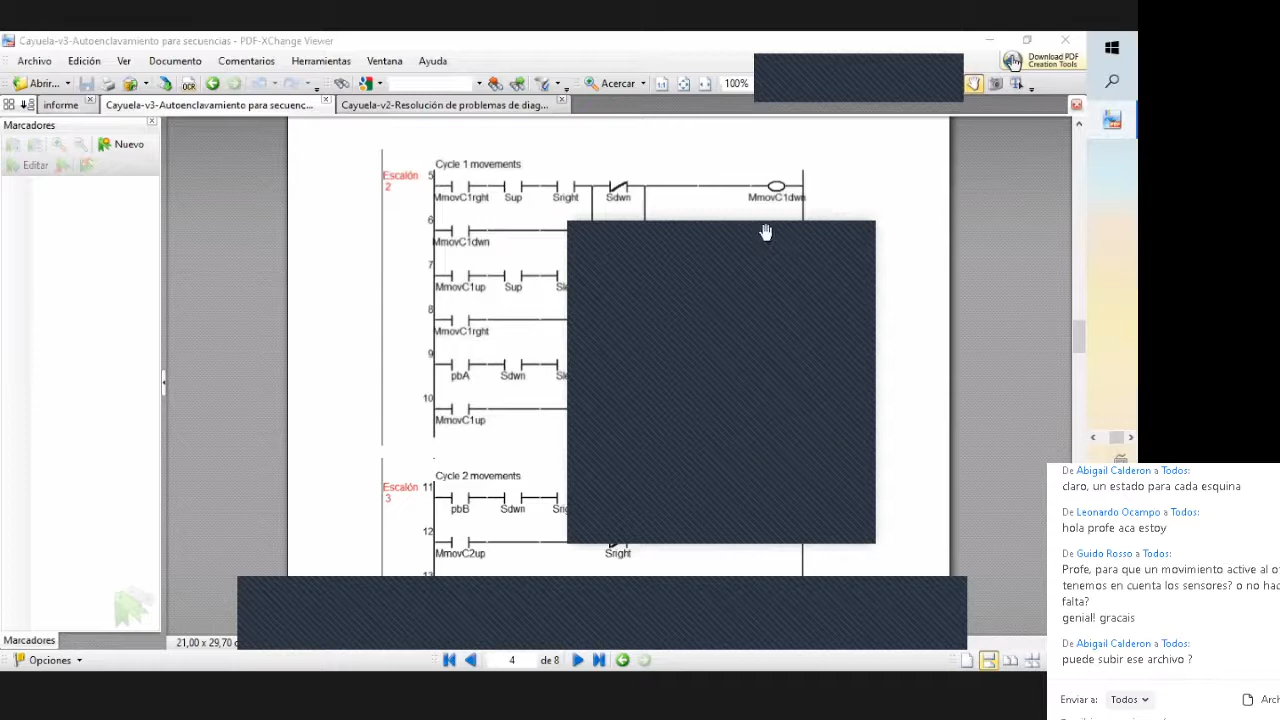 Cayuela-v3-Autoenclavamiento para secuencias - PDF-XChange Viewer
Archivo Edición Ver Documento Comentarios Herramientas Ventana Ayuda
Download PDF
Creation Tools
Abrir... OCR Acercar 100%
informe Cayuela-v3-Autoenclavamiento para secuenc... Cayuela-v2-Resolución de problemas de diag...
Marcadores
Nuevo
Editar
Cycle 1 movements
Escalón 5
2
MmovC1rght Sup Sright Sdwn MmovC1dwn
6
MmovC1dwn
7
MmovC1up Sup
8
MmovC1rght
9
pbA Sdwn
10
MmovC1up
Cycle 2 movements
Escalón 11
3
pbB Sdwn
12
MmovC2up Sright
13
Marcadores
21,00 x 29,70
Opciones 4 de 8
De Abigail Calderon a Todos:
claro, un estado para cada esquina
De Leonardo Ocampo a Todos:
hola profe aca estoy
De Guido Rosso a Todos:
Profe, para que un movimiento active al
tenemos en cuenta los sensores? o no
falta?
genial! gracais
De Abigail Calderon a Todos:
puede subir ese archivo ?
Enviar a: Todos